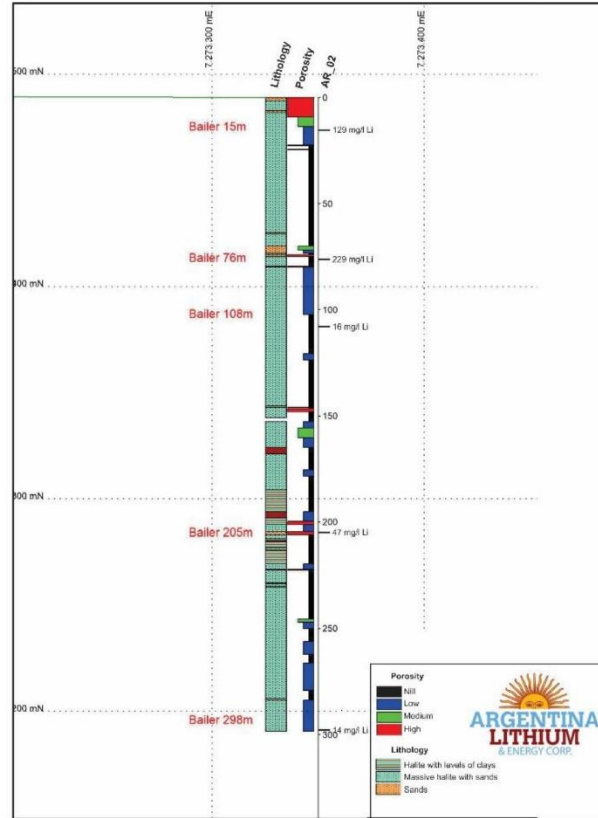 7.273.300 mE
7.273.400 mE
500 mN
Lithology
Porosity
AR_02
0
Bailer 15m
129 mg/l Li
50
Bailer 76m
229 mg/l Li
400 mN
100
Bailer 108m
16 mg/l Li
150
300 mN
200
Bailer 205m
47 mg/l Li
250
200 mN
Bailer 298m
14 mg/l Li
300
Porosity
Nill
Low
Medium
High
Lithology
Halite with levels of clays
Massive halite with sands
Sands
ARGENTINA
LITHIUM
& ENERGY CORP.